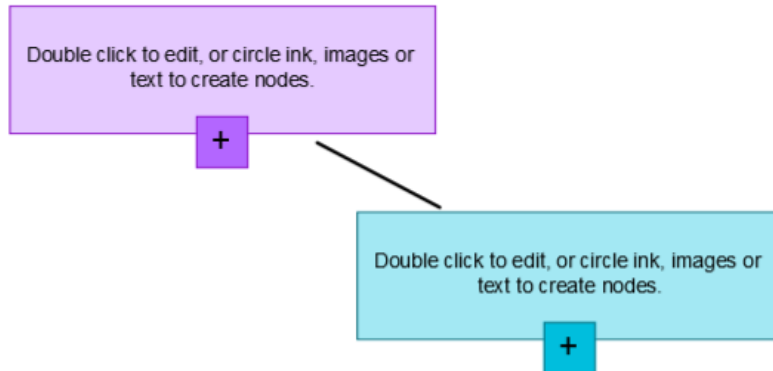 Double click to edit, or circle ink, images or
text to create nodes.
+
Double click to edit, or circle ink, images or
text to create nodes.
+